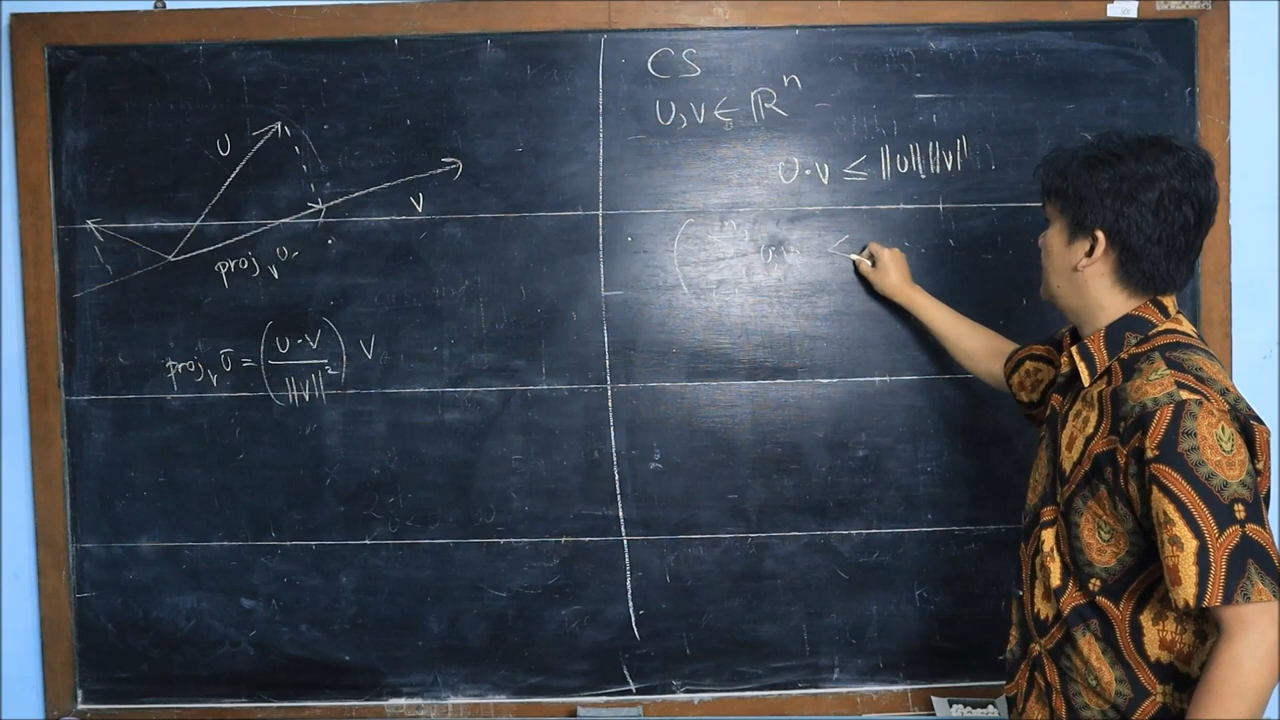 U
V
proj_v U
proj_v Ū = (U · V / ||V||²) V
CS
U, V ∈ ℝⁿ
U · V ≤ ||U|| ||V||
( ≤